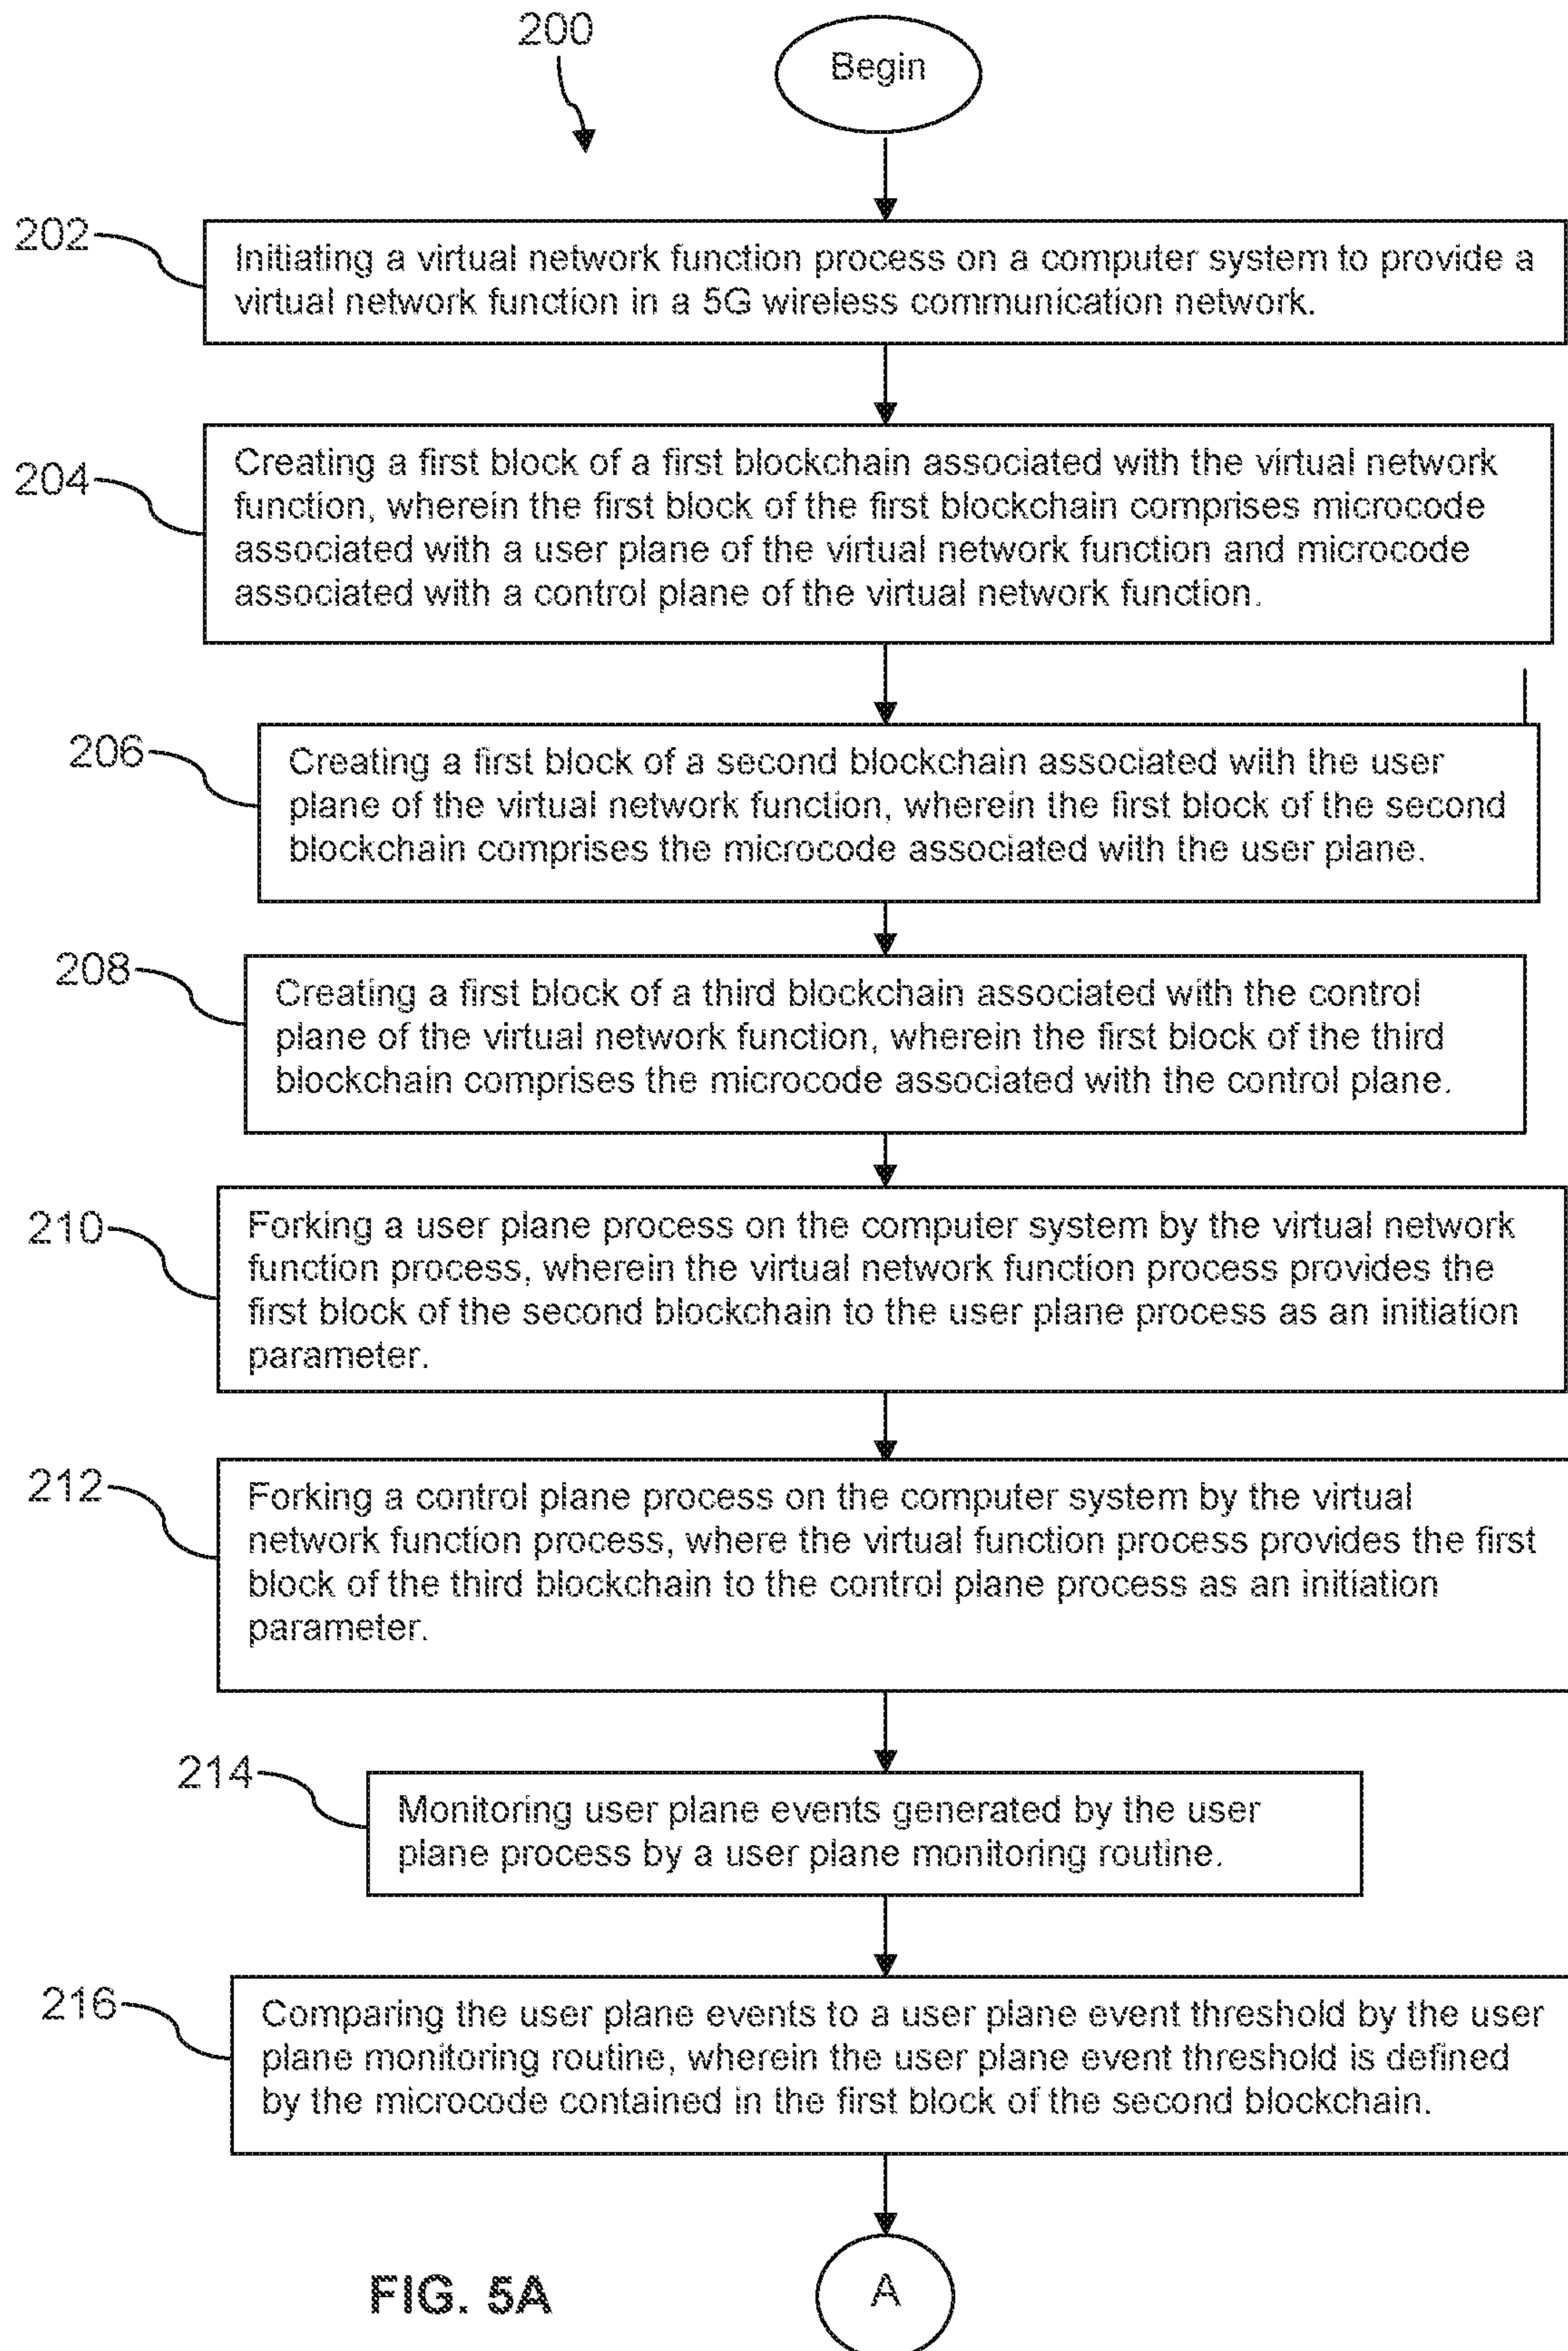 200
Begin
202
Initiating a virtual network function process on a computer system to provide a
virtual network function in a 5G wireless communication network.
204
Creating a first block of a first blockchain associated with the virtual network
function, wherein the first block of the first blockchain comprises microcode
associated with a user plane of the virtual network function and microcode
associated with a control plane of the virtual network function.
206
Creating a first block of a second blockchain associated with the user
plane of the virtual network function, wherein the first block of the second
blockchain comprises the microcode associated with the user plane.
208
Creating a first block of a third blockchain associated with the control
plane of the virtual network function, wherein the first block of the third
blockchain comprises the microcode associated with the control plane.
210
Forking a user plane process on the computer system by the virtual network
function process, wherein the virtual network function process provides the
first block of the second blockchain to the user plane process as an initiation
parameter.
212
Forking a control plane process on the computer system by the virtual
network function process, where the virtual function process provides the first
block of the third blockchain to the control plane process as an initiation
parameter.
214
Monitoring user plane events generated by the user
plane process by a user plane monitoring routine.
216
Comparing the user plane events to a user plane event threshold by the user
plane monitoring routine, wherein the user plane event threshold is defined
by the microcode contained in the first block of the second blockchain.
FIG. 5A
A